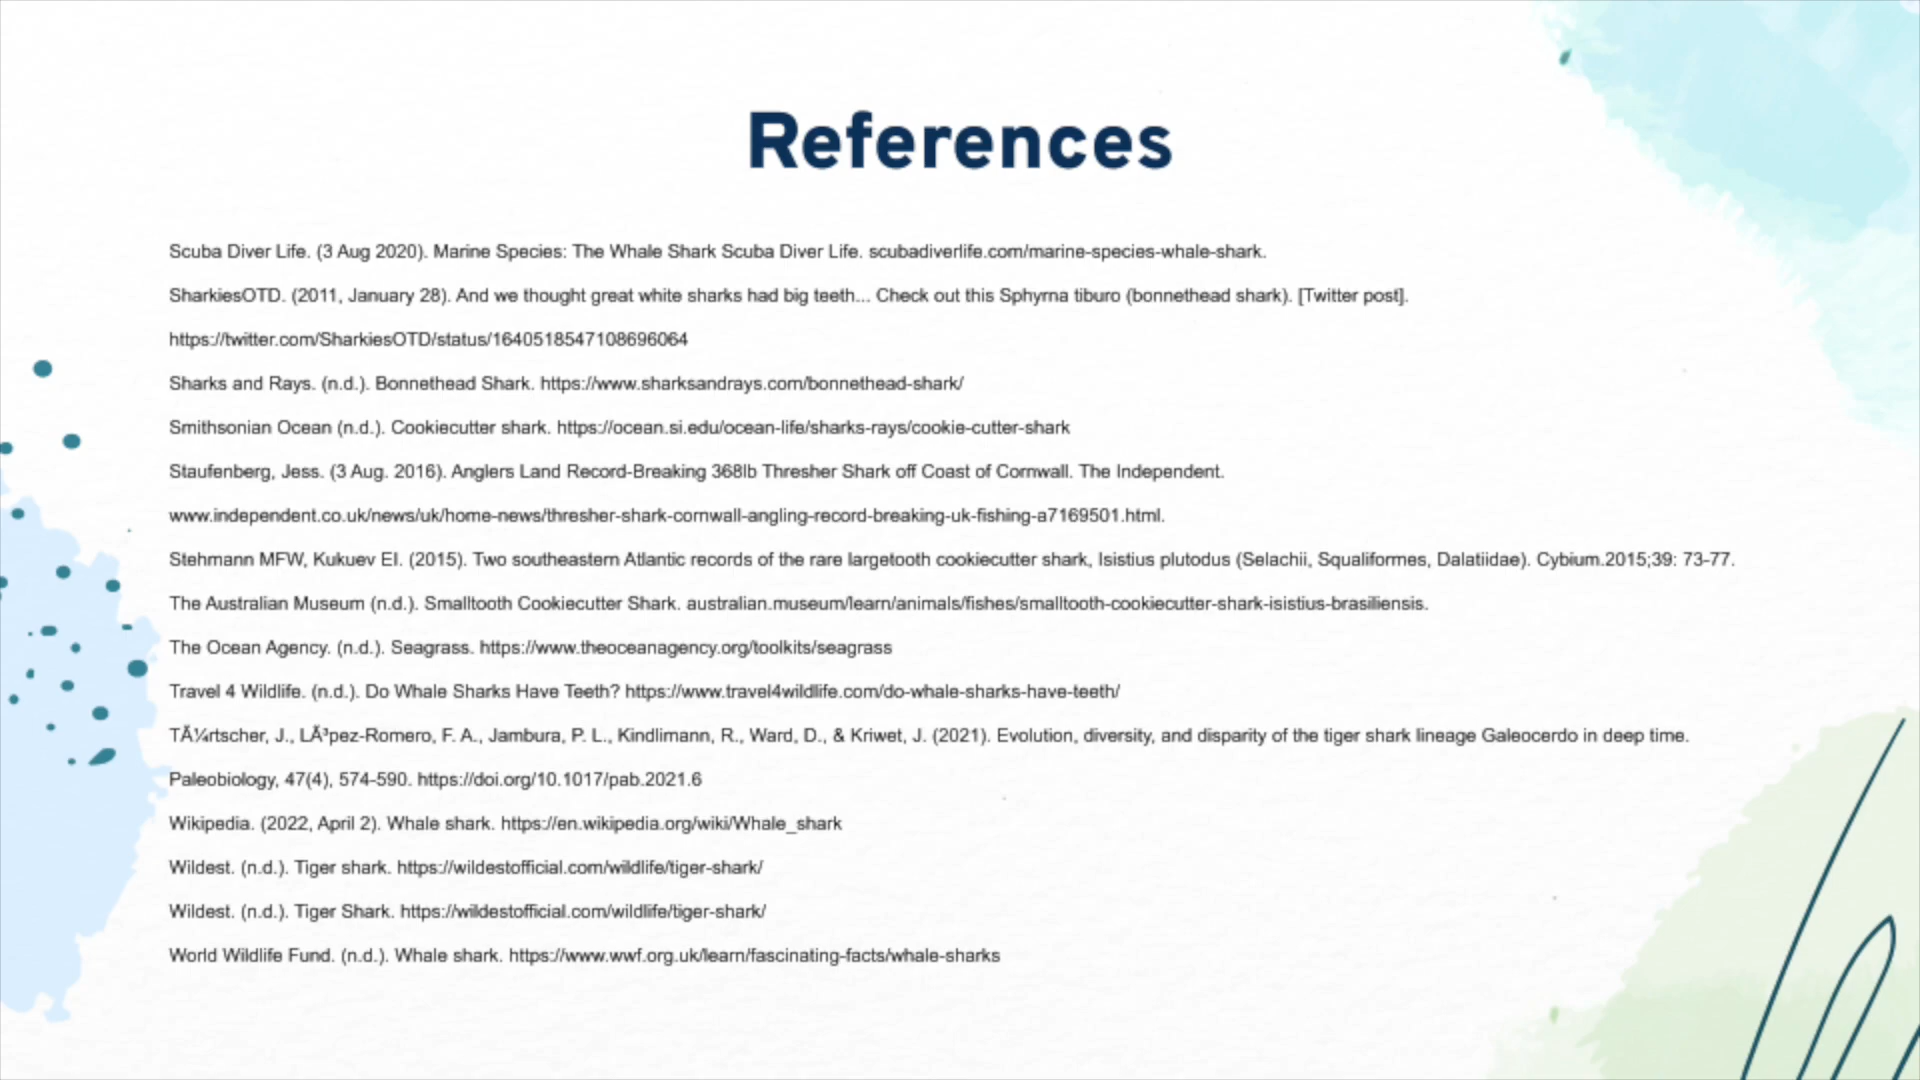 References
Scuba Diver Life. (3 Aug 2020). Marine Species: The Whale Shark Scuba Diver Life. scubadiverlife.com/marine-species-whale-shark.
SharkiesOTD. (2011, January 28). And we thought great white sharks had big teeth... Check out this Sphyrna tiburo (bonnethead shark). [Twitter post].
https://twitter.com/SharkiesOTD/status/1640518547108696064
Sharks and Rays. (n.d.). Bonnethead Shark. https://www.sharksandrays.com/bonnethead-shark/
Smithsonian Ocean (n.d.). Cookiecutter shark. https://ocean.si.edu/ocean-life/sharks-rays/cookie-cutter-shark
Staufenberg, Jess. (3 Aug. 2016). Anglers Land Record-Breaking 368lb Thresher Shark off Coast of Cornwall. The Independent.
www.independent.co.uk/news/uk/home-news/thresher-shark-cornwall-angling-record-breaking-uk-fishing-a7169501.html.
Stehmann MFW, Kukuev EI. (2015). Two southeastern Atlantic records of the rare largetooth cookiecutter shark, Isistius plutodus (Selachii, Squaliformes, Dalatiidae). Cybium.2015;39: 73-77.
The Australian Museum (n.d.). Smalltooth Cookiecutter Shark. australian.museum/learn/animals/fishes/smalltooth-cookiecutter-shark-isistius-brasiliensis.
The Ocean Agency. (n.d.). Seagrass. https://www.theoceanagency.org/toolkits/seagrass
Travel 4 Wildlife. (n.d.). Do Whale Sharks Have Teeth? https://www.travel4wildlife.com/do-whale-sharks-have-teeth/
TÃ¼rtscher, J., LÃ³pez-Romero, F. A., Jambura, P. L., Kindlimann, R., Ward, D., & Kriwet, J. (2021). Evolution, diversity, and disparity of the tiger shark lineage Galeocerdo in deep time.
Paleobiology, 47(4), 574-590. https://doi.org/10.1017/pab.2021.6
Wikipedia. (2022, April 2). Whale shark. https://en.wikipedia.org/wiki/Whale_shark
Wildest. (n.d.). Tiger shark. https://wildestofficial.com/wildlife/tiger-shark/
Wildest. (n.d.). Tiger Shark. https://wildestofficial.com/wildlife/tiger-shark/
World Wildlife Fund. (n.d.). Whale shark. https://www.wwf.org.uk/learn/fascinating-facts/whale-sharks